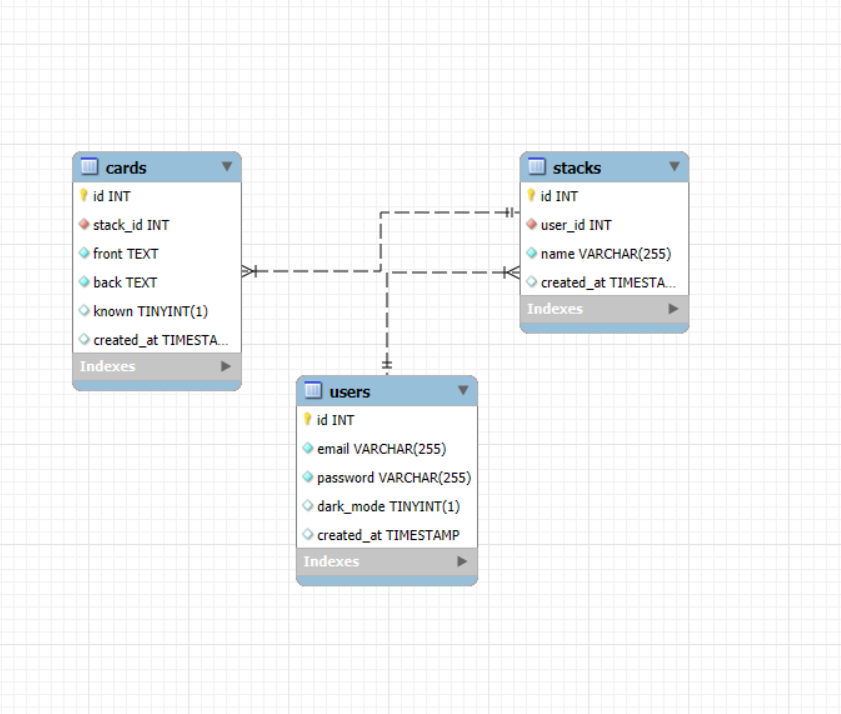 cards
id INT
stack_id INT
front TEXT
back TEXT
known TINYINT(1)
created_at TIMESTA...
Indexes
stacks
id INT
user_id INT
name VARCHAR(255)
created_at TIMESTA...
Indexes
users
id INT
email VARCHAR(255)
password VARCHAR(255)
dark_mode TINYINT(1)
created_at TIMESTAMP
Indexes